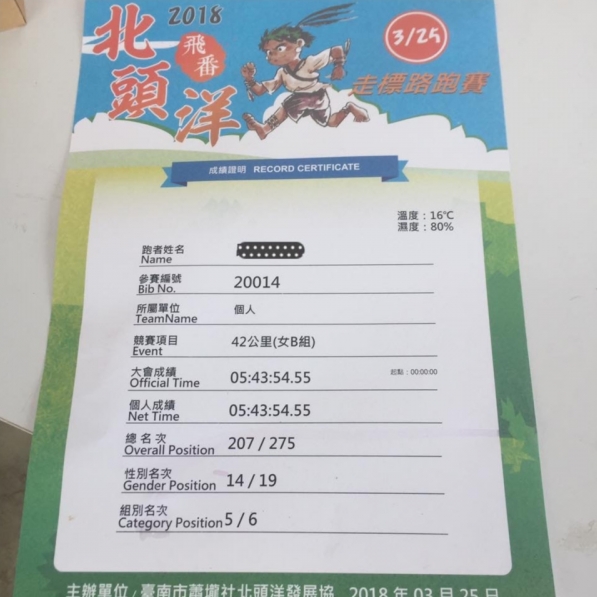 2018
北頭洋
飛番
3/25
走標路跑賽
成績證明 RECORD CERTIFICATE
溫度：16℃
濕度：80%
跑者姓名
Name
參賽編號
Bib No. 20014
所屬單位
TeamName 個人
競賽項目
Event 42公里(女B組)
大會成績
Official Time 05:43:54.55 起點：00:00:00
個人成績
Net Time 05:43:54.55
總名次
Overall Position 207 / 275
性別名次
Gender Position 14 / 19
組別名次
Category Position 5 / 6
主辦單位 / 臺南市蕭壠社北頭洋發展協 2018 年 03 月 25 日